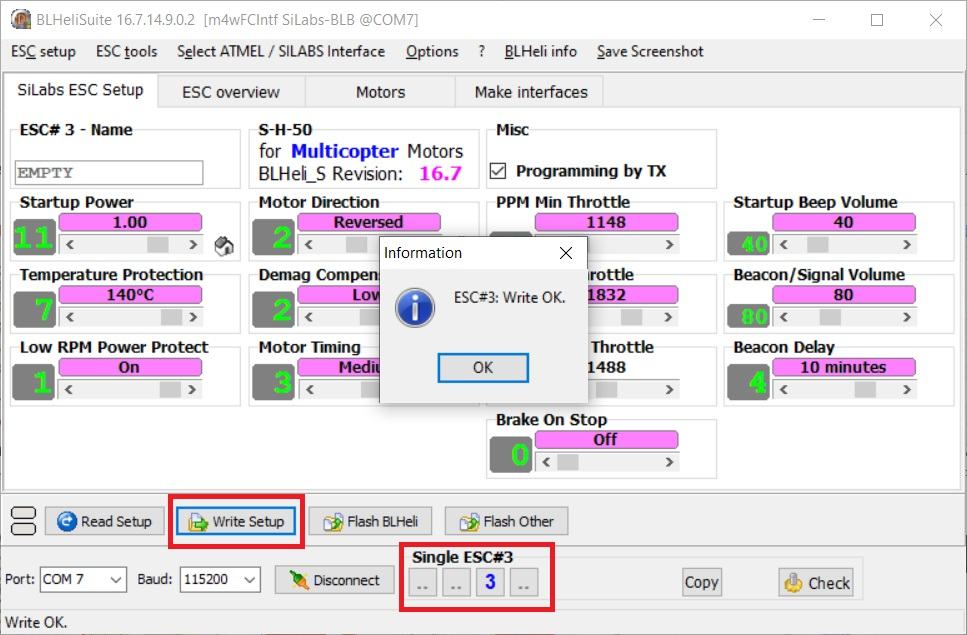 BLHeliSuite 16.7.14.9.0.2 [m4wFCIntf SiLabs-BLB @COM7]
ESC setup ESC tools Select ATMEL / SILABS Interface Options ? BLHeli info Save Screenshot
SiLabs ESC Setup ESC overview Motors Make interfaces
ESC# 3 - Name
EMPTY
S-H-50
for Multicopter Motors
BLHeli_S Revision: 16.7
Misc
Programming by TX
Startup Power
1.00
11
Motor Direction
Reversed
2
PPM Min Throttle
1148
Startup Beep Volume
40
40
Temperature Protection
140°C
7
Demag Compens
Low
2
rottle
1832
Beacon/Signal Volume
80
80
Low RPM Power Protect
On
1
Motor Timing
Mediu
3
Throttle
1488
Beacon Delay
10 minutes
4
Brake On Stop
Off
0
Information
ESC#3: Write OK.
OK
Read Setup Write Setup Flash BLHeli Flash Other
Port: COM 7 Baud: 115200 Disconnect
Single ESC#3
.. .. 3 ..
Copy Check
Write OK.